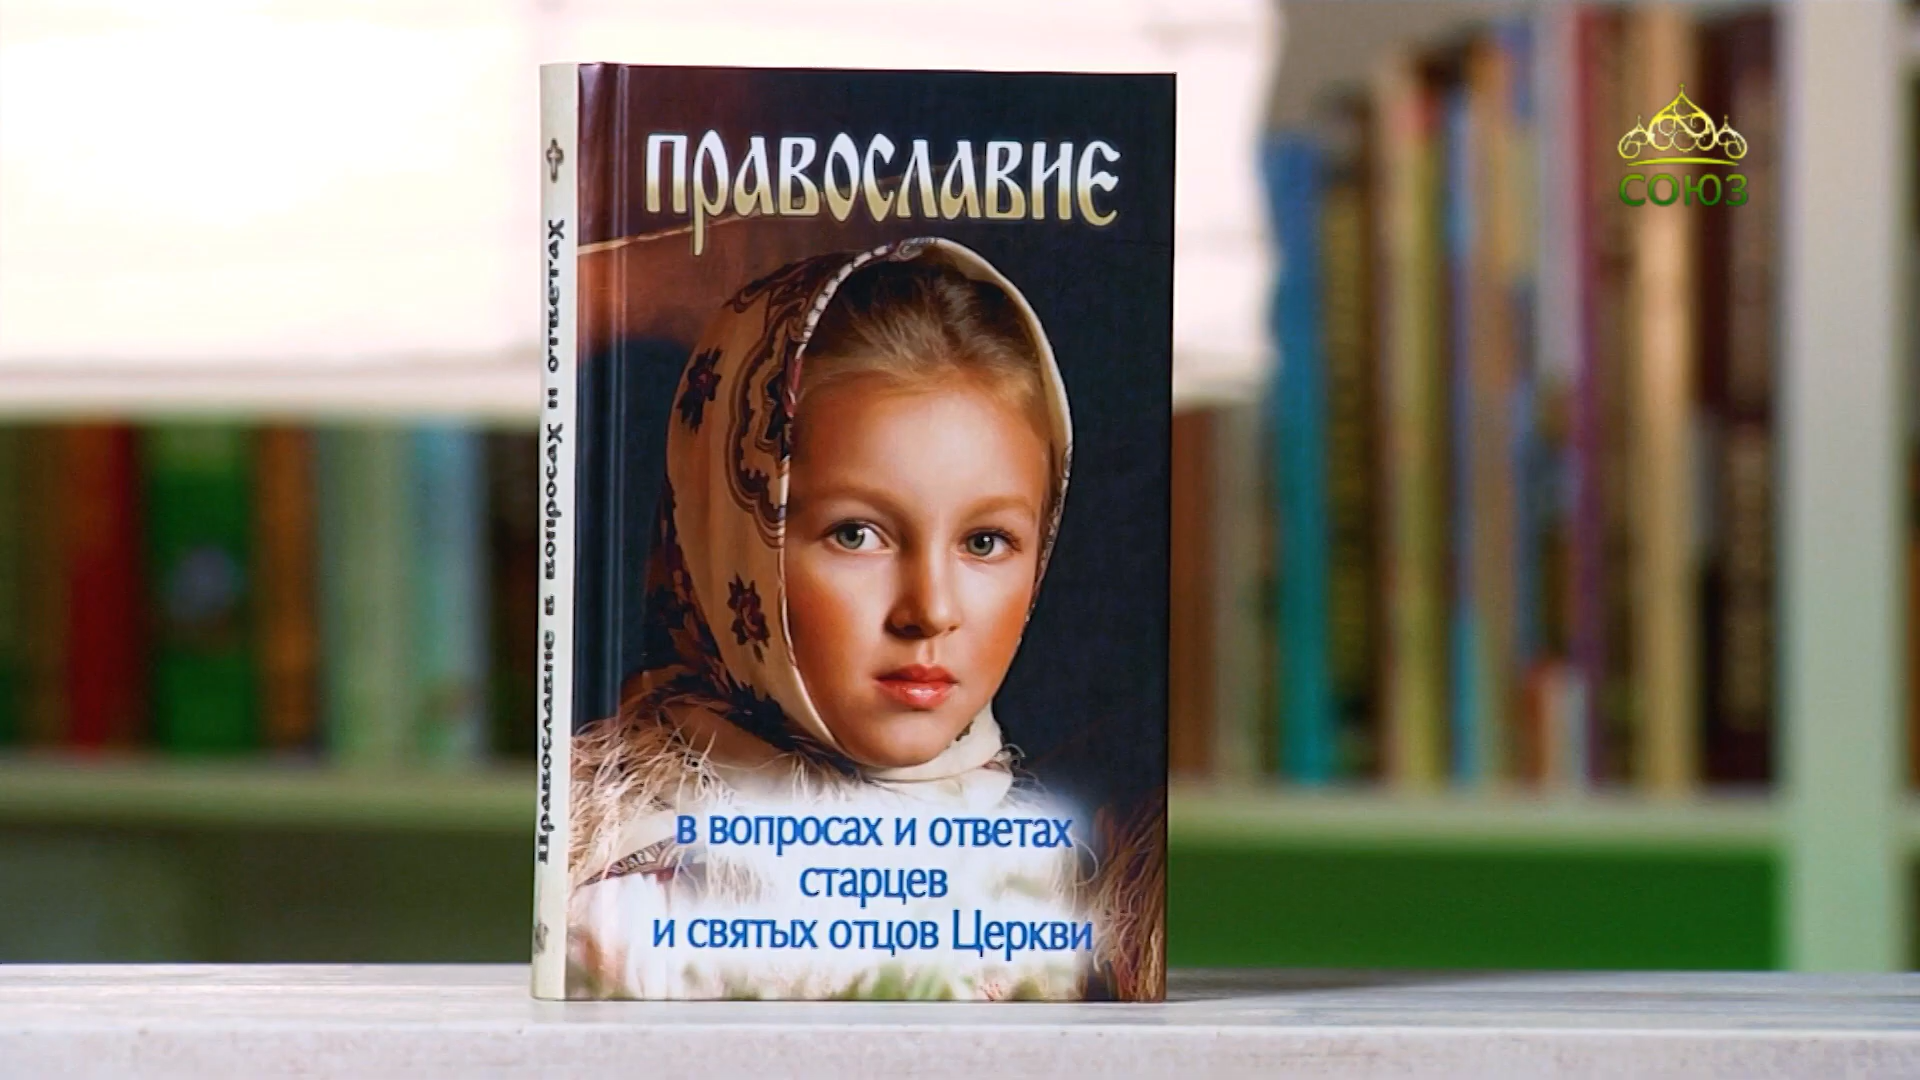 ПРАВОСЛАВИЕ
в вопросах и ответах
старцев
и святых отцов Церкви
Православие в вопросах и ответах
СОЮЗ